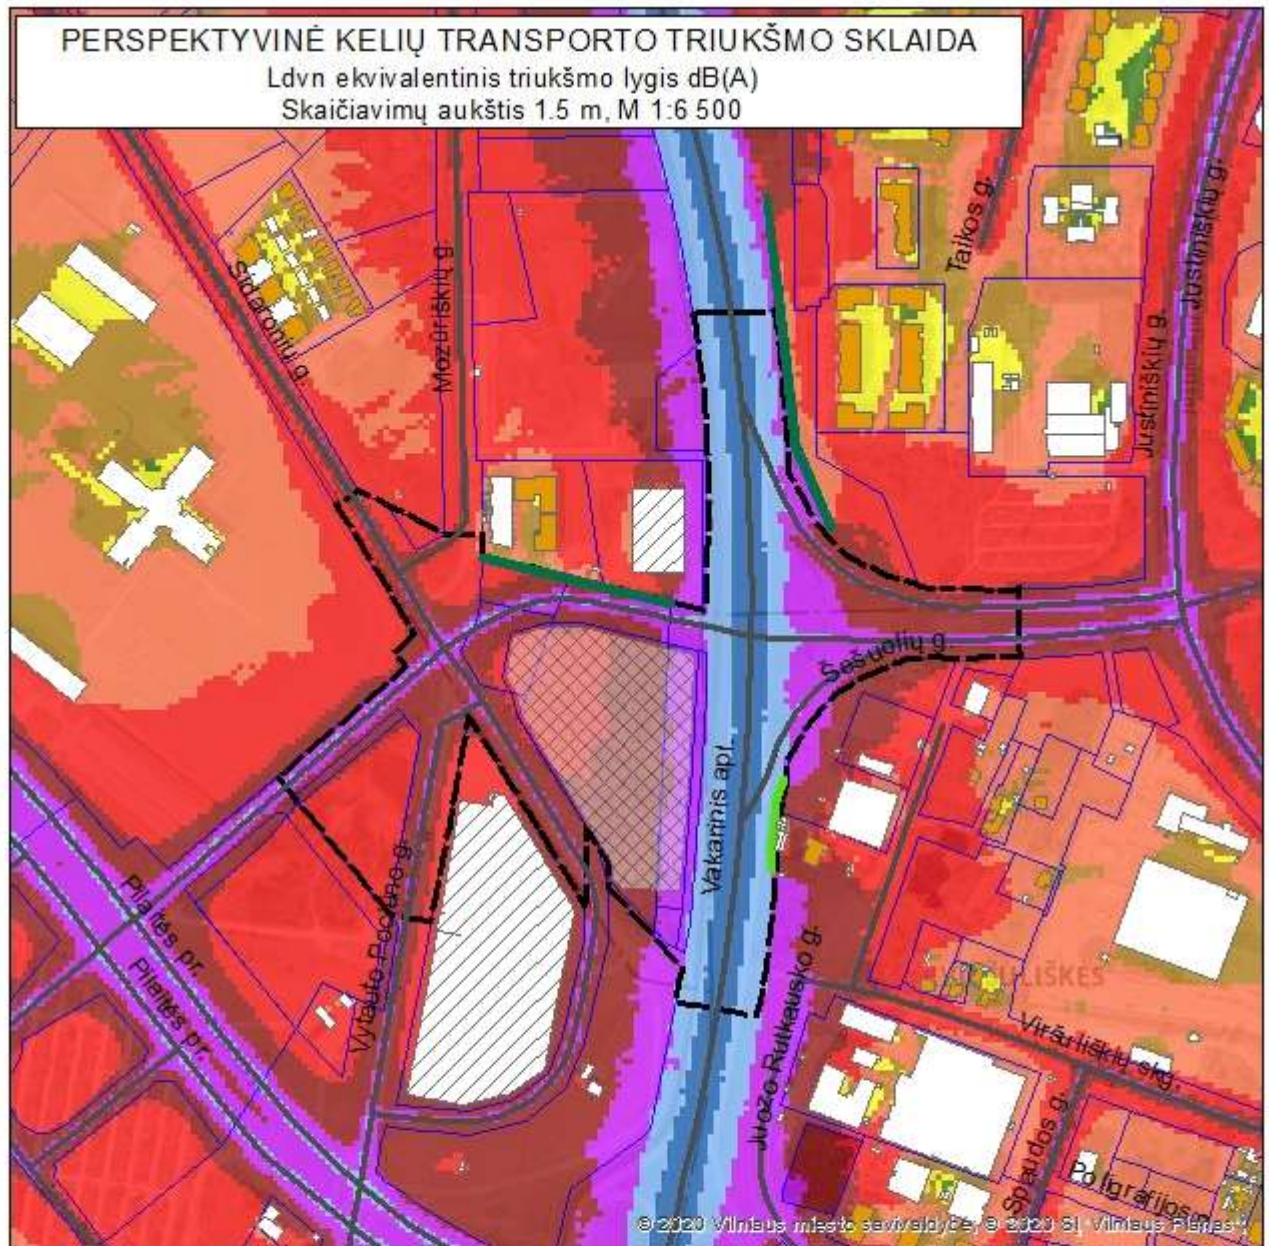 PERSPEKTYVINĖ KELIŲ TRANSPORTO TRIUKŠMO SKLAIDA
Ldvn ekvivalentinis triukšmo lygis dB(A)
Skaičiavimų aukštis 1.5 m, M 1:6 500
Taikos g.
Justiniškių g.
Sidaronių g.
Mozūriškių g.
Justiniškių g.
Šešuolių g.
Vakarinis apl.
Vytauto Pociūno g.
Pilaitės pr.
Pilaitės pr.
Juozo Rutkausko g.
Viršuliškių skg.
Spaudos g.
Poligrafijos g.
© 2020 Vilniaus miesto savivaldybė, © 2020 SĮ „Vilniaus Planas“